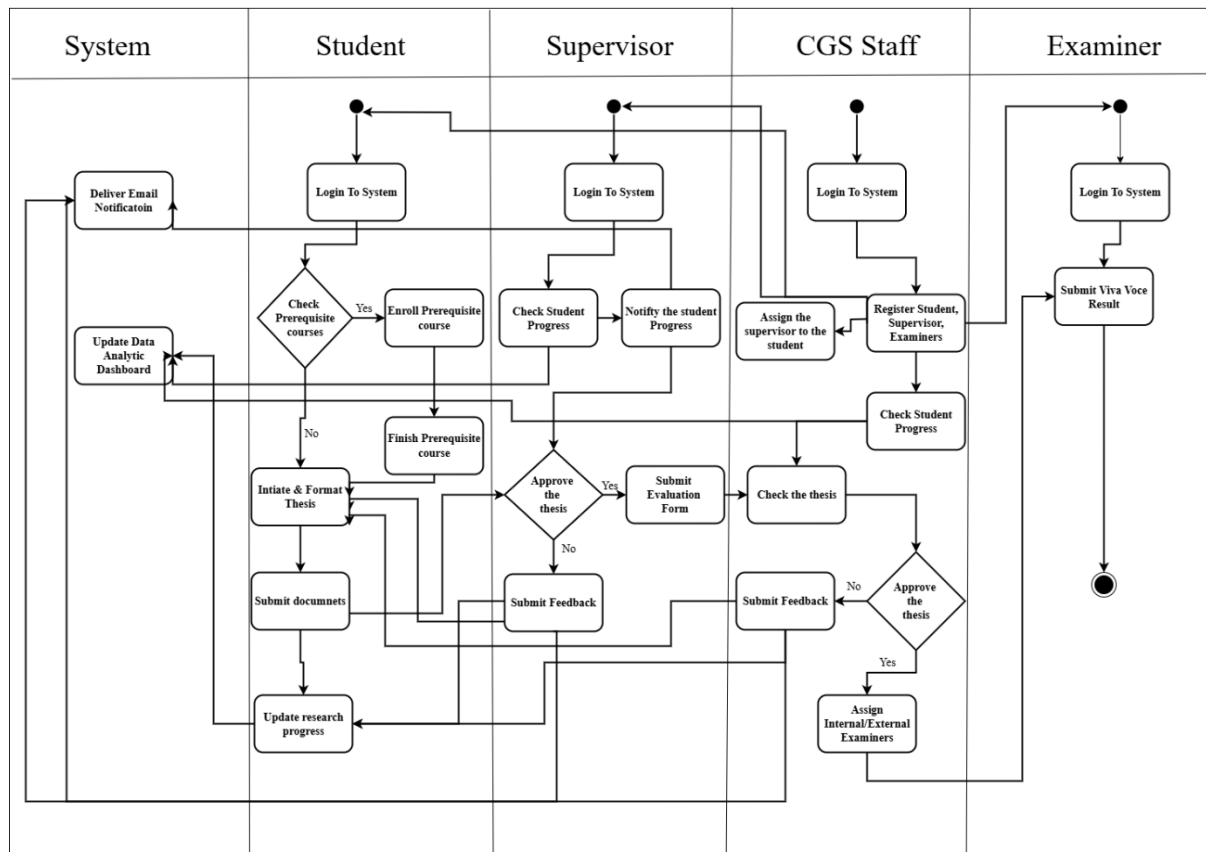 System
Student
Supervisor
CGS Staff
Examiner
Deliver Email
Notificatoin
Login To System
Login To System
Login To System
Login To System
Check
Prerequisite
courses
Yes
Enroll Prerequisite
course
Check Student
Progress
Notifty the student
Progress
Assign the
supervisor to the
student
Register Student,
Supervisor,
Examiners
Submit Viva Voce
Result
Update Data
Analytic
Dashboard
No
Finish Prerequisite
course
Check Student
Progress
Intiate & Format
Thesis
Approve
the
thesis
Yes
Submit
Evaluation
Form
Check the thesis
No
Submit documnets
Submit Feedback
Submit Feedback
No
Approve
the
thesis
Yes
Update research
progress
Assign
Internal/External
Examiners